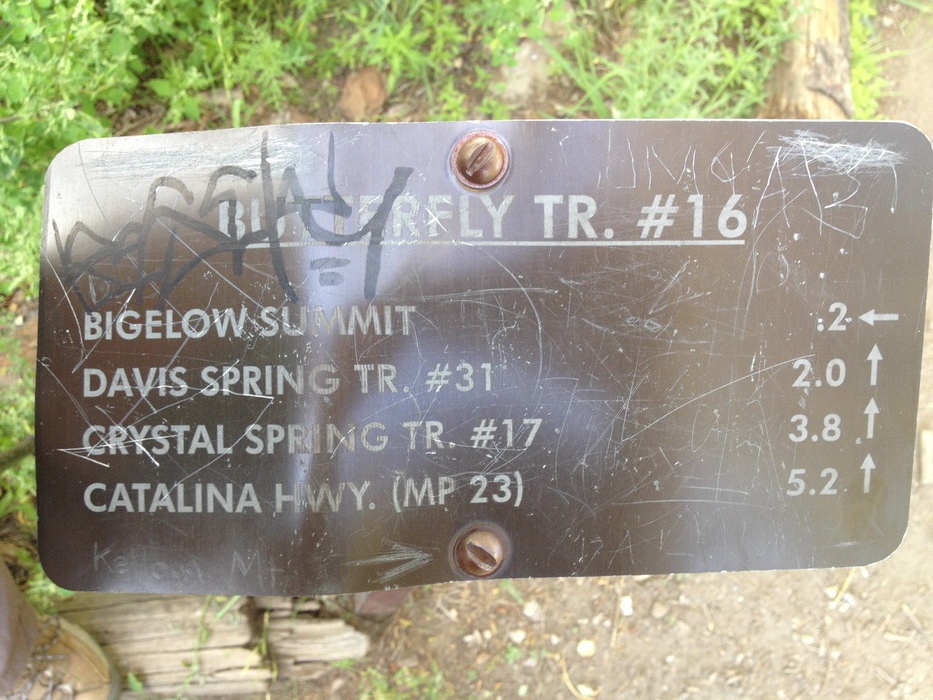 BUTTERFLY TR. #16
BIGELOW SUMMIT .2 ←
DAVIS SPRING TR. #31 2.0 ↑
CRYSTAL SPRING TR. #17 3.8 ↑
CATALINA HWY. (MP 23) 5.2 ↑